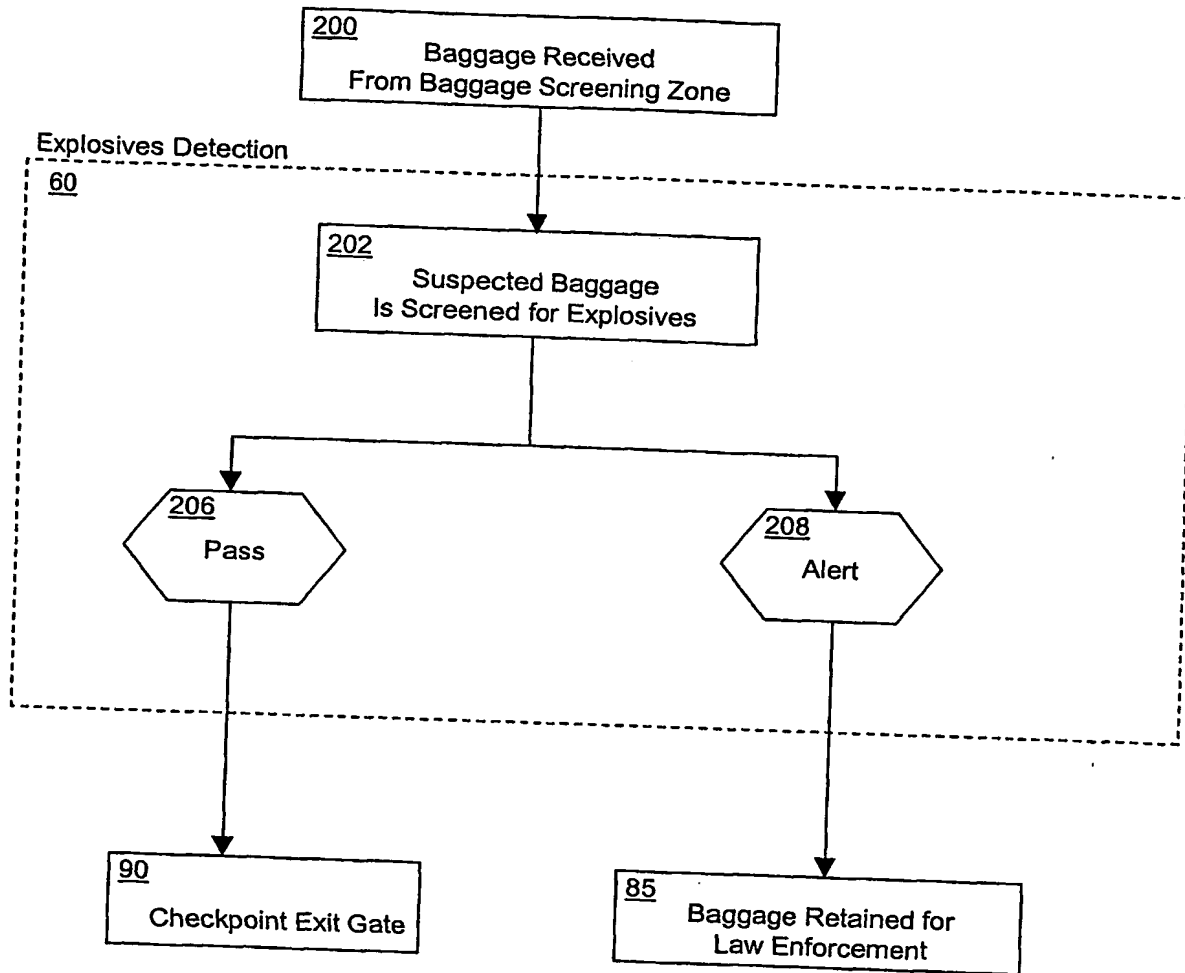 200
Baggage Received
From Baggage Screening Zone
Explosives Detection
60
202
Suspected Baggage
Is Screened for Explosives
206
Pass
208
Alert
90
Checkpoint Exit Gate
85
Baggage Retained for
Law Enforcement